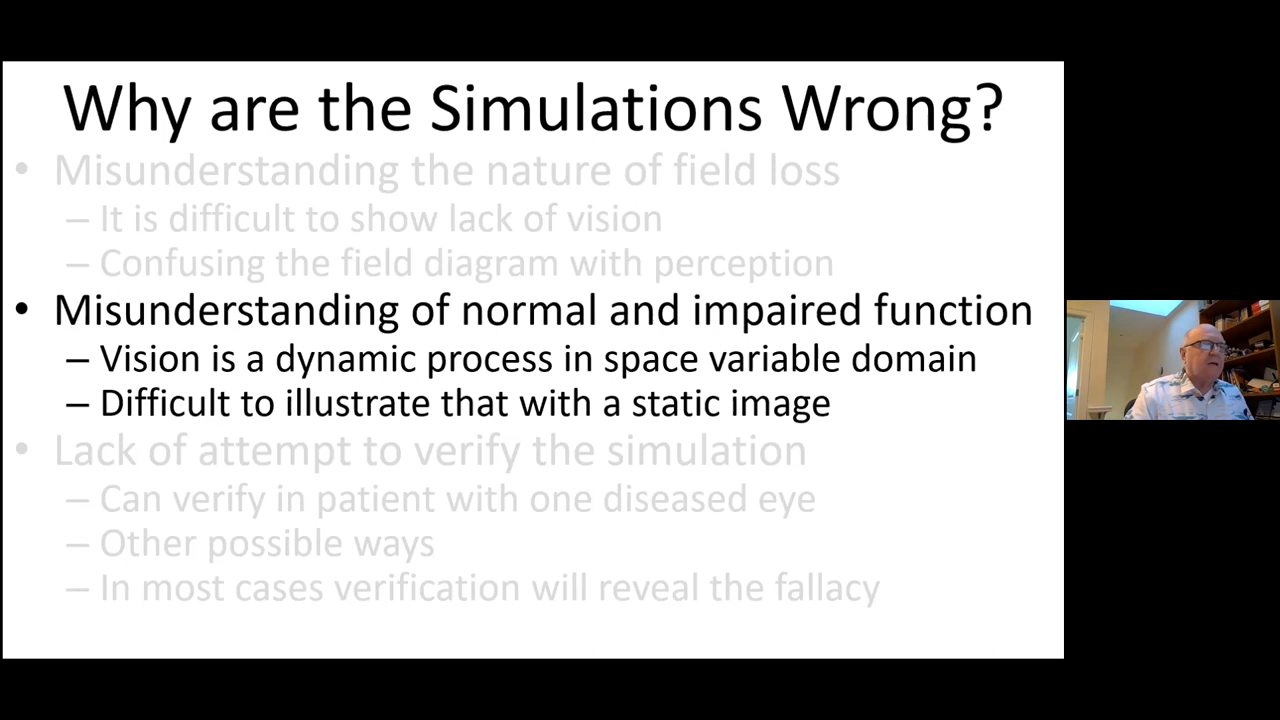 Why are the Simulations Wrong?
• Misunderstanding the nature of field loss
– It is difficult to show lack of vision
– Confusing the field diagram with perception
• Misunderstanding of normal and impaired function
– Vision is a dynamic process in space variable domain
– Difficult to illustrate that with a static image
• Lack of attempt to verify the simulation
– Can verify in patient with one diseased eye
– Other possible ways
– In most cases verification will reveal the fallacy